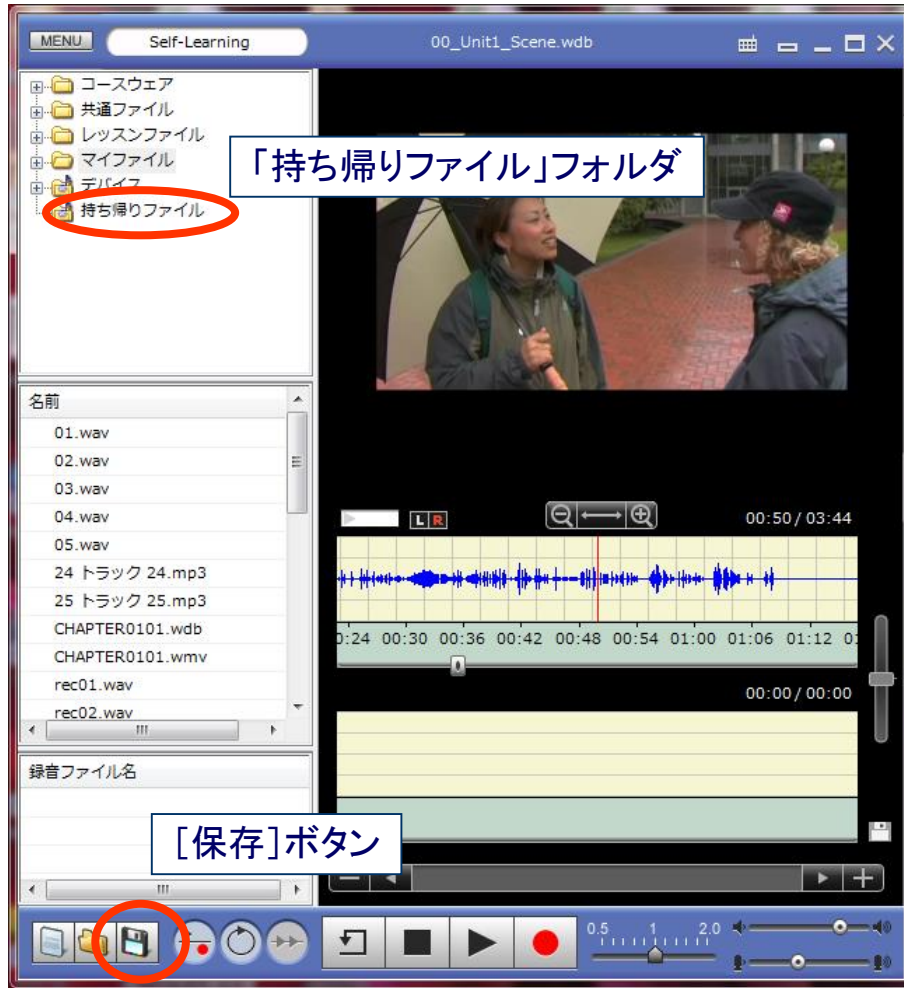 MENU
Self-Learning
00_Unit1_Scene.wdb
コースウェア
共通ファイル
レッスンファイル
マイファイル
デバイス
持ち帰りファイル
「持ち帰りファイル」フォルダ
名前
01.wav
02.wav
03.wav
04.wav
05.wav
24 トラック 24.mp3
25 トラック 25.mp3
CHAPTER0101.wdb
CHAPTER0101.wmv
rec01.wav
rec02.wav
L R
00:50 / 03:44
0:24 00:30 00:36 00:42 00:48 00:54 01:00 01:06 01:12 0
00:00 / 00:00
録音ファイル名
［保存］ボタン
0.5 1 2.0